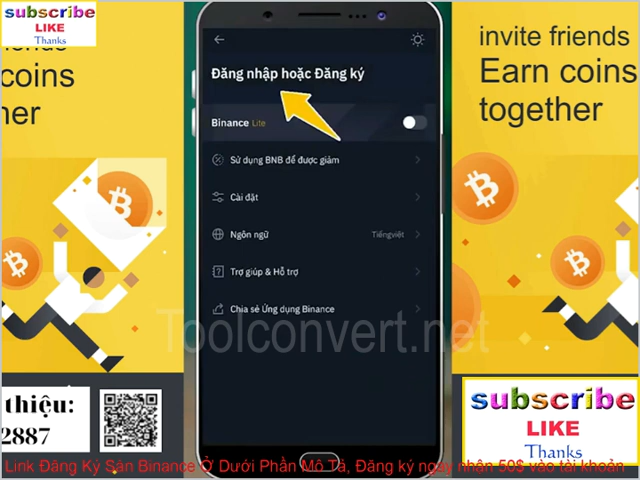 subscribe
LIKE
Thanks
friends
coins
her
Đăng nhập hoặc Đăng ký
Binance Lite
Sử dụng BNB để được giảm
Cài đặt
Ngôn ngữ
Tiếngviệt
Trợ giúp & Hỗ trợ
Chia sẻ Ứng dụng Binance
invite friends
Earn coins
together
Toolconvert.net
thiệu:
2887
subscribe
LIKE
Thanks
Link Đăng Ký Sàn Binance Ở Dưới Phần Mô Tả, Đăng ký ngay nhận 50$ vào tài khoản